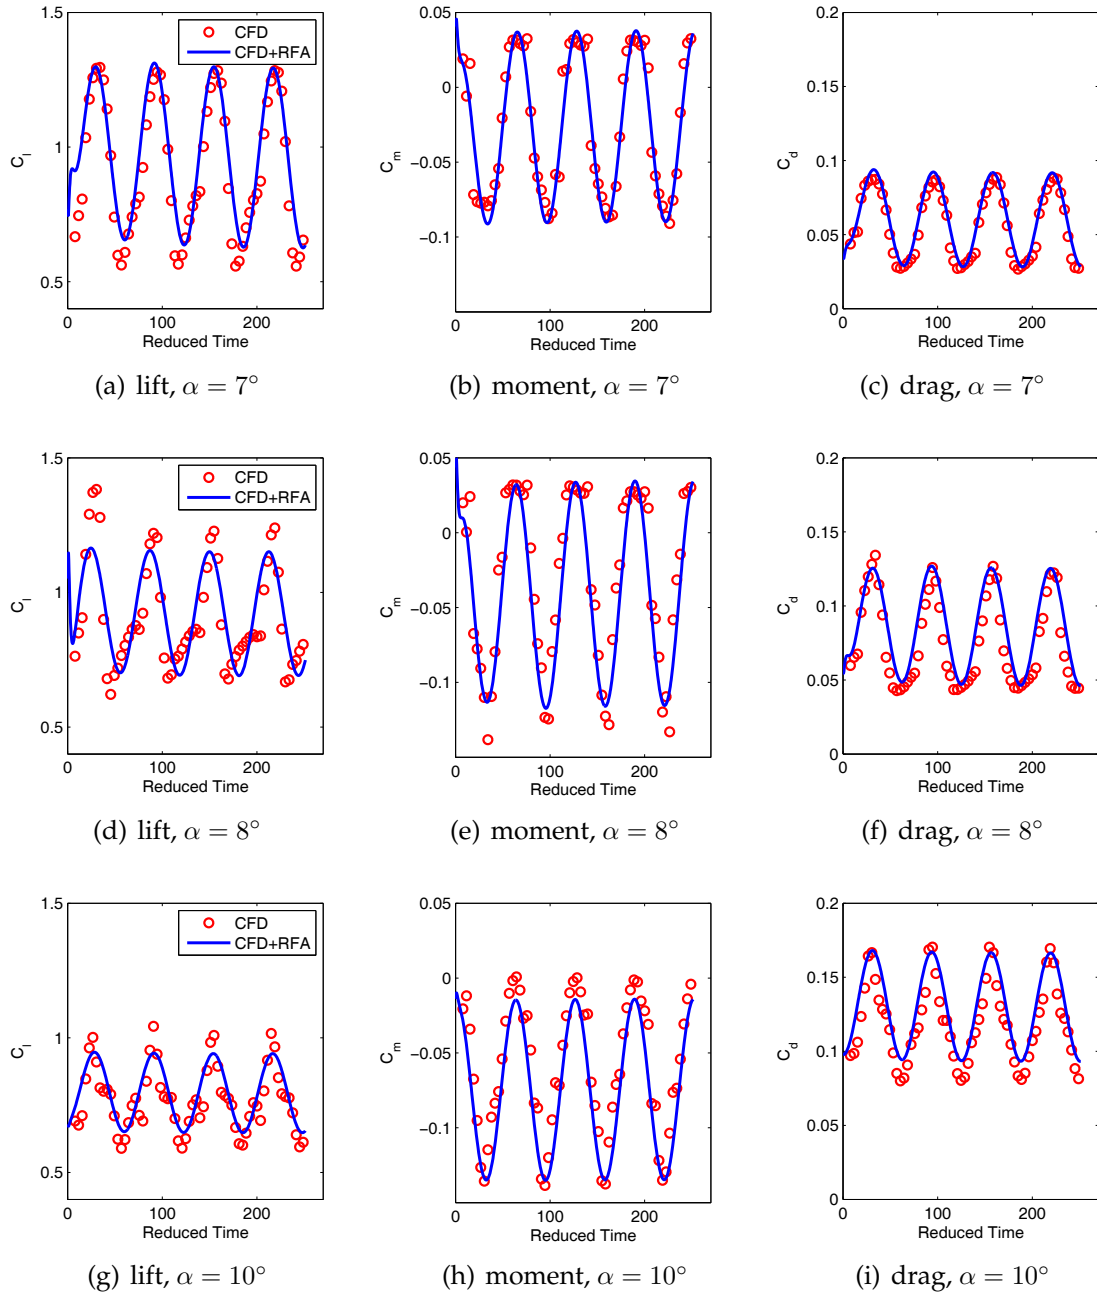 1.5
1
0.5
C_l
CFD
CFD+RFA
0 100 200
Reduced Time
(a) lift, α = 7°
0.05
0
−0.05
−0.1
C_m
0 100 200
Reduced Time
(b) moment, α = 7°
0.2
0.15
0.1
0.05
0
C_d
0 100 200
Reduced Time
(c) drag, α = 7°
1.5
1
0.5
C_l
CFD
CFD+RFA
0 100 200
Reduced Time
(d) lift, α = 8°
0.05
0
−0.05
−0.1
C_m
0 100 200
Reduced Time
(e) moment, α = 8°
0.2
0.15
0.1
0.05
0
C_d
0 100 200
Reduced Time
(f) drag, α = 8°
1.5
1
0.5
C_l
CFD
CFD+RFA
0 100 200
Reduced Time
(g) lift, α = 10°
0.05
0
−0.05
−0.1
C_m
0 100 200
Reduced Time
(h) moment, α = 10°
0.2
0.15
0.1
0.05
0
C_d
0 100 200
Reduced Time
(i) drag, α = 10°